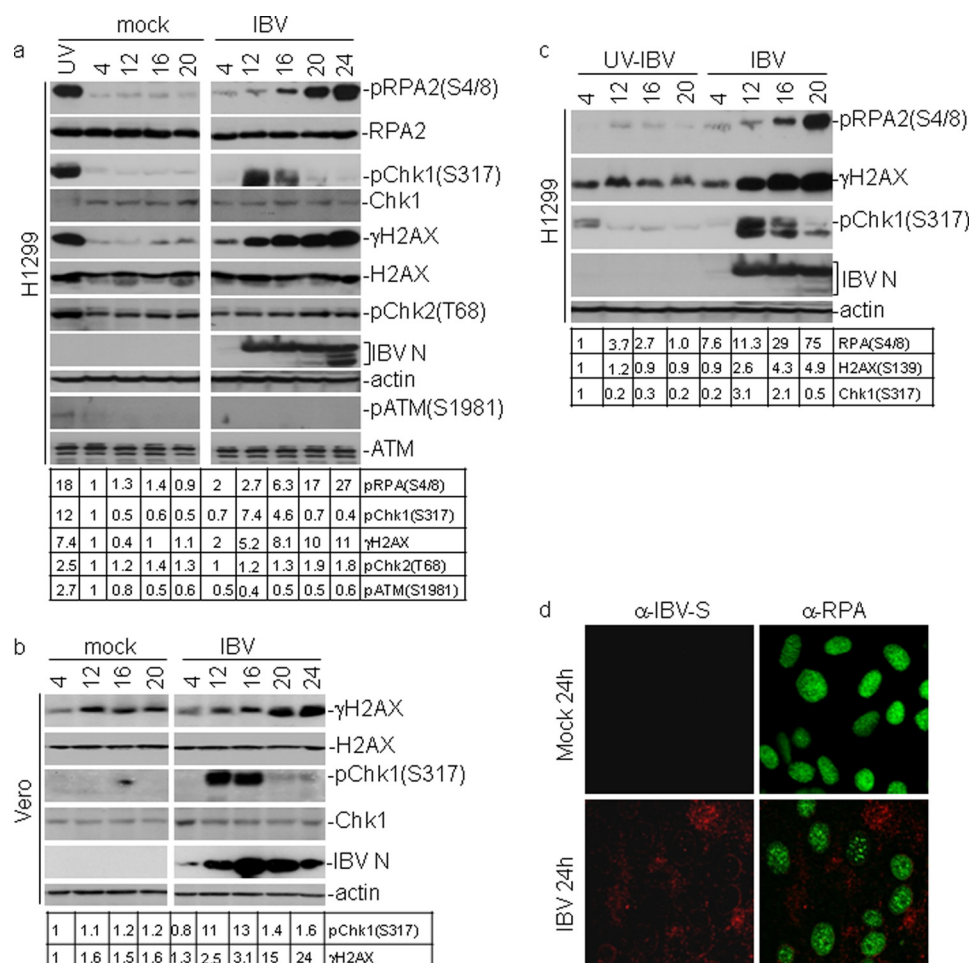 a
mock IBV
UV 4 12 16 20 4 12 16 20 24
H1299
-pRPA2(S4/8)
-RPA2
-pChk1(S317)
-Chk1
-γH2AX
-H2AX
-pChk2(T68)
IBV N
-actin
-pATM(S1981)
-ATM
18 1 1.3 1.4 0.9 2 2.7 6.3 17 27 pRPA(S4/8)
12 1 0.5 0.6 0.5 0.7 7.4 4.6 0.7 0.4 pChk1(S317)
7.4 1 0.4 1 1.1 2 5.2 8.1 10 11 γH2AX
2.5 1 1.2 1.4 1.3 1 1.2 1.3 1.9 1.8 pChk2(T68)
2.7 1 0.8 0.5 0.6 0.5 0.4 0.5 0.5 0.6 pATM(S1981)
b
mock IBV
4 12 16 20 4 12 16 20 24
Vero
-γH2AX
-H2AX
-pChk1(S317)
-Chk1
-IBV N
-actin
1 1.1 1.2 1.2 0.8 11 13 1.4 1.6 pChk1(S317)
1 1.6 1.5 1.6 1.3 2.5 3.1 15 24 γH2AX
c
UV-IBV IBV
4 12 16 20 4 12 16 20
H1299
-pRPA2(S4/8)
-γH2AX
-pChk1(S317)
IBV N
-actin
1 3.7 2.7 1.0 7.6 11.3 29 75 RPA(S4/8)
1 1.2 0.9 0.9 0.9 2.6 4.3 4.9 H2AX(S139)
1 0.2 0.3 0.2 0.2 3.1 2.1 0.5 Chk1(S317)
d
α-IBV-S α-RPA
Mock 24h
IBV 24h